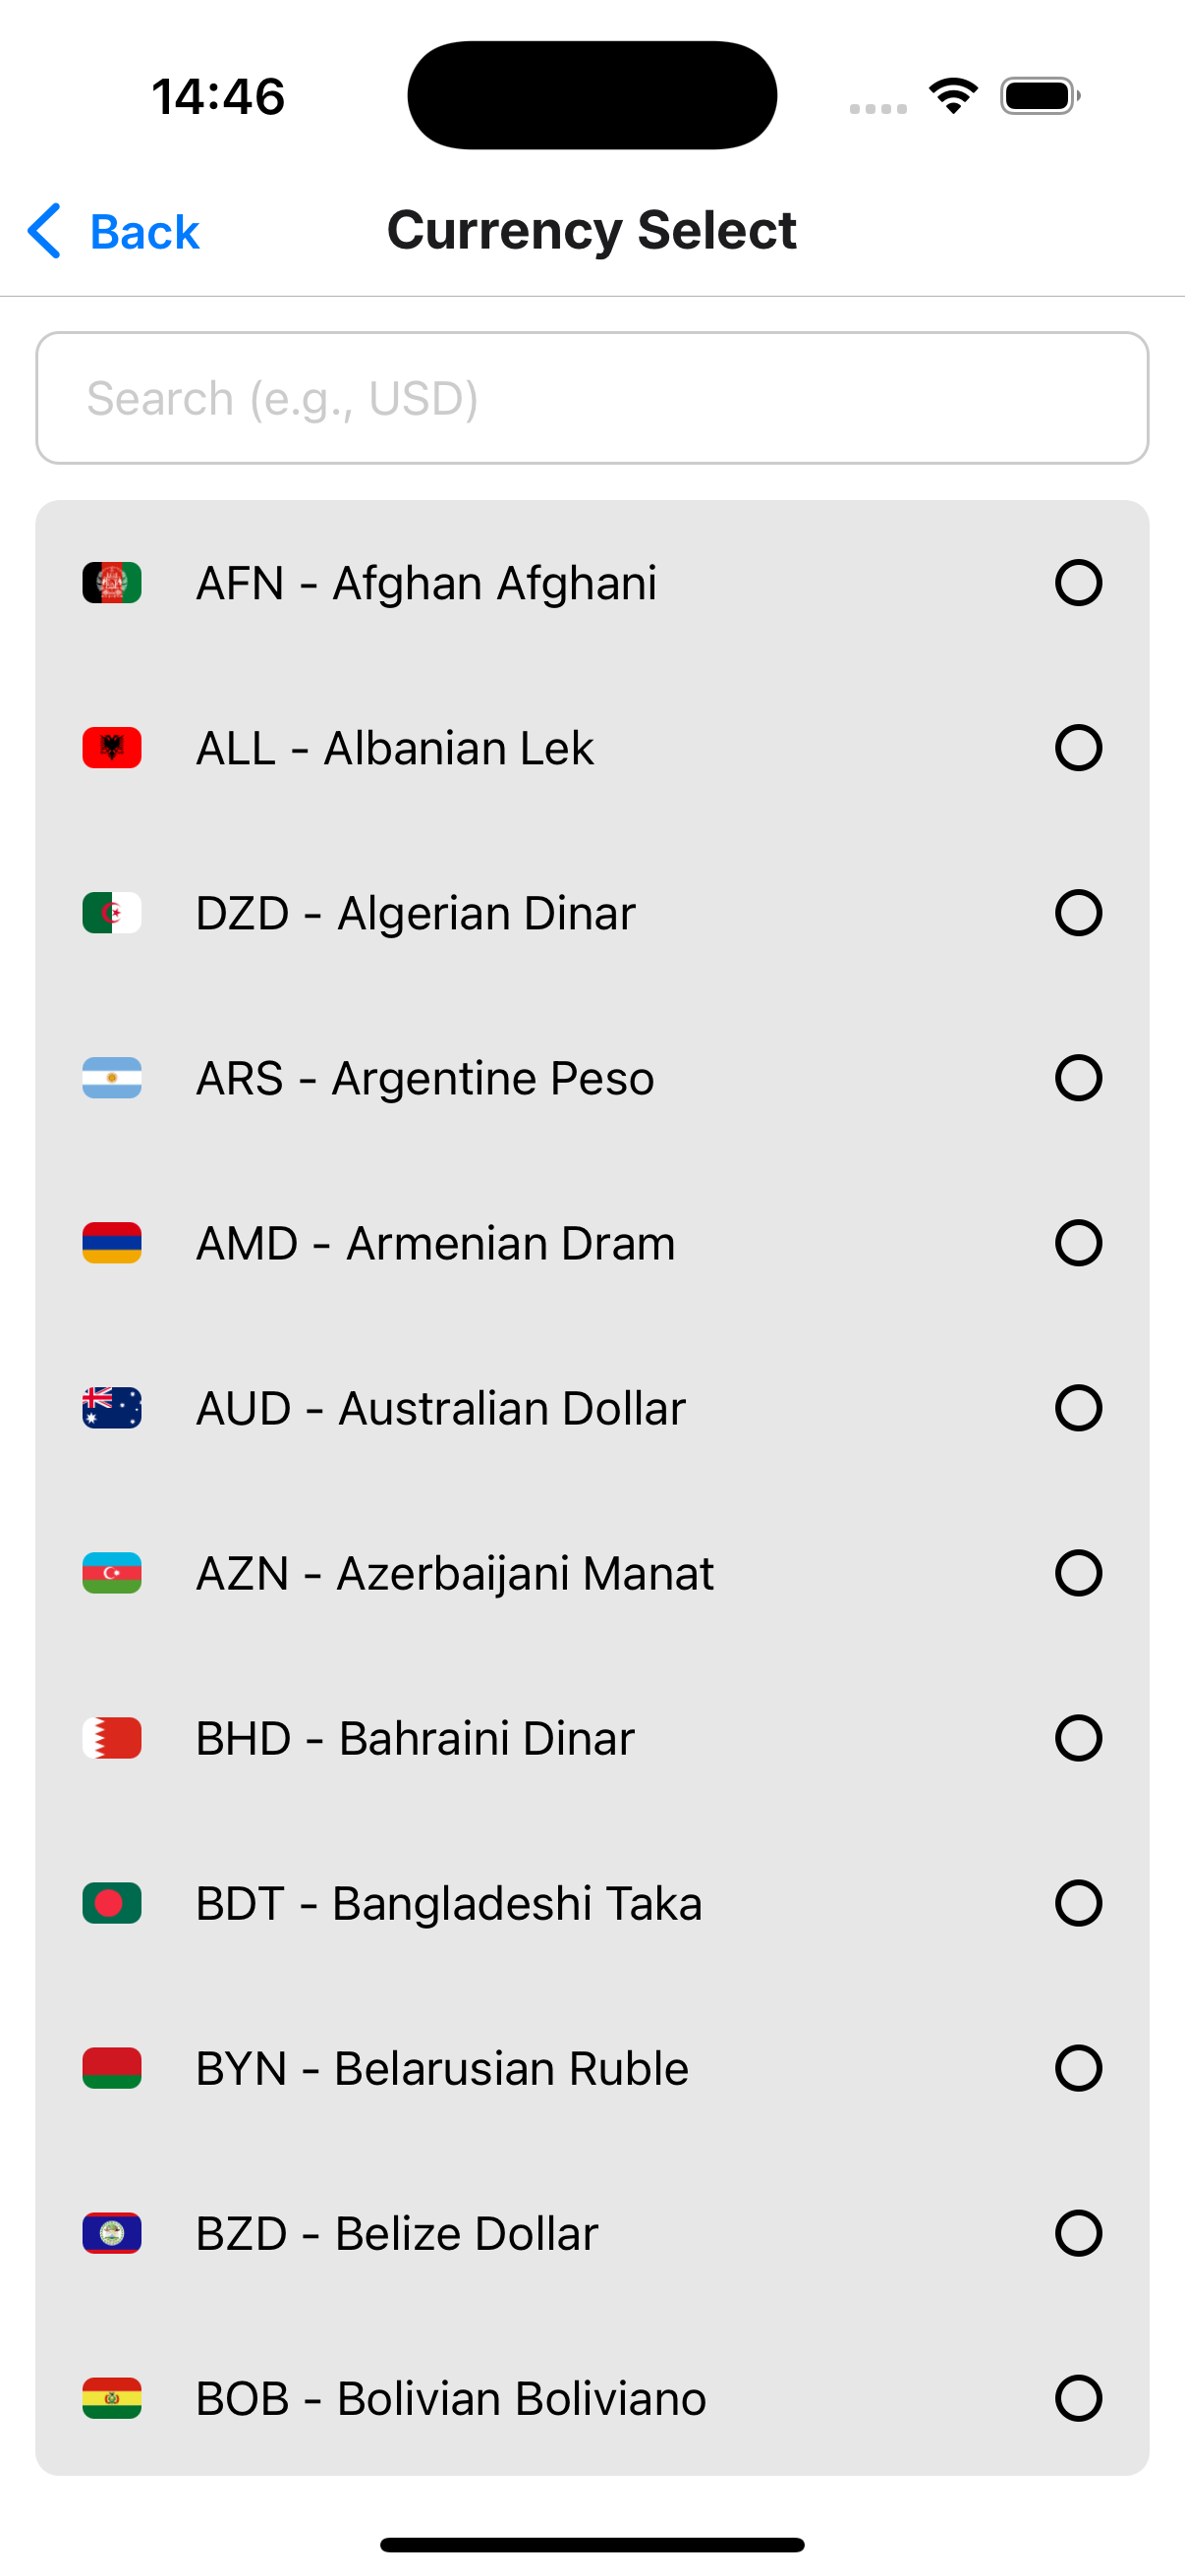 14:46
Back
Currency Select
Search (e.g., USD)
AFN - Afghan Afghani
ALL - Albanian Lek
DZD - Algerian Dinar
ARS - Argentine Peso
AMD - Armenian Dram
AUD - Australian Dollar
AZN - Azerbaijani Manat
BHD - Bahraini Dinar
BDT - Bangladeshi Taka
BYN - Belarusian Ruble
BZD - Belize Dollar
BOB - Bolivian Boliviano